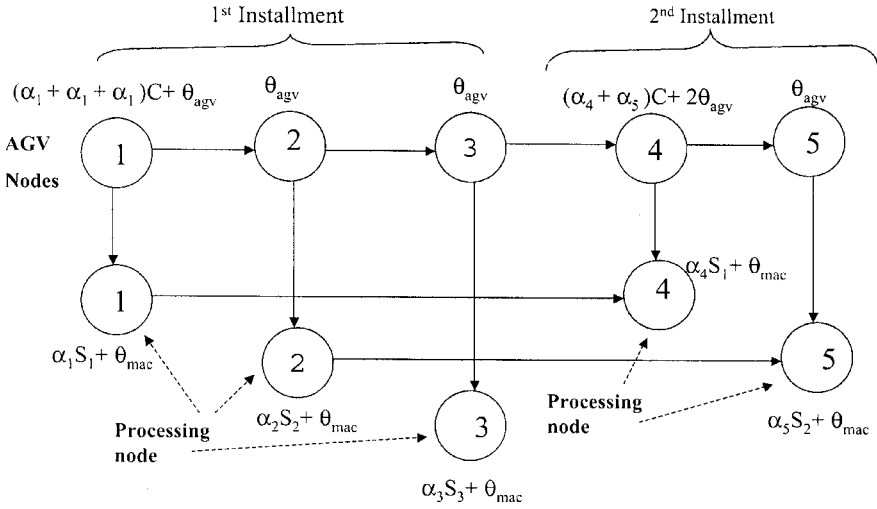 1st Installment
2nd Installment
(α1 + α1 + α1 )C+ θagv
θagv
θagv
(α4 + α5)C+ 2θagv
θagv
AGV
Nodes
1
2
3
4
5
1
α4S1 + θmac
4
2
5
α1S1+ θmac
3
α2S2+ θmac
α5S2+ θmac
Processing
node
Processing
node
α3S3+ θmac